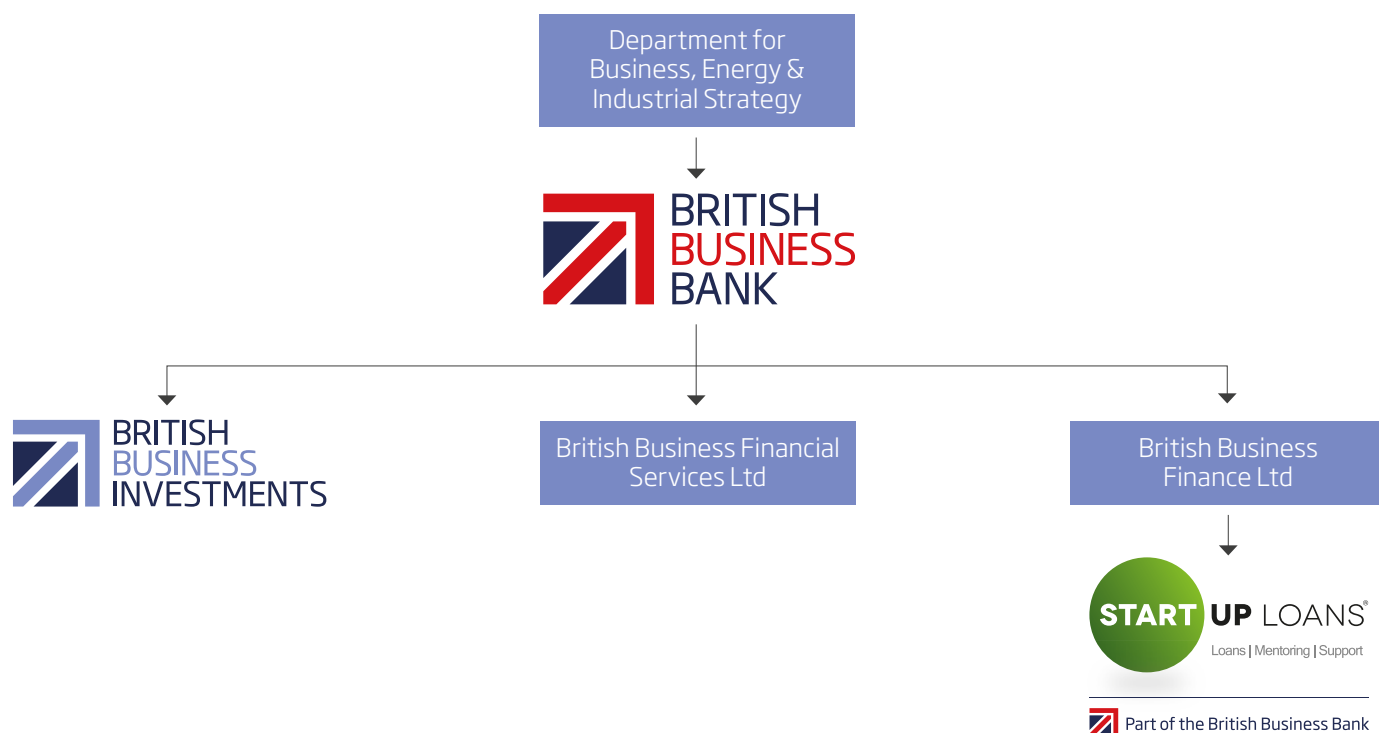 Department for
Business, Energy &
Industrial Strategy
BRITISH
BUSINESS
BANK
BRITISH
BUSINESS
INVESTMENTS
British Business Financial
Services Ltd
British Business
Finance Ltd
START UP LOANS®
Loans | Mentoring | Support
Part of the British Business Bank